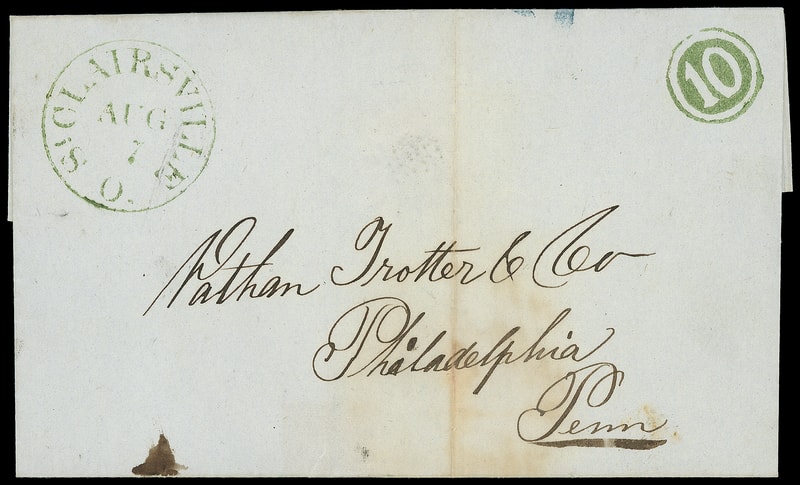 ST CLAIRSVILLE O.
AUG
7
10
Nathan Trotter & Co
Philadelphia
Penn